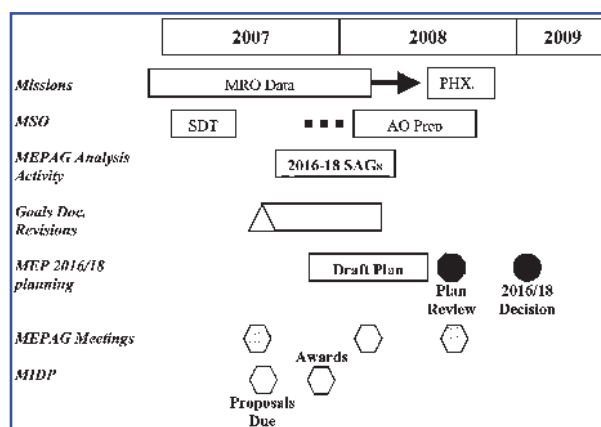 2007 2008 2009
Missions MRO Data PHX.
MSO SDT AO Prep
MEPAG Analysis
Activity
2016-18 SAGs
Goals Doc.
Revisions
MEP 2016/18
planning
Draft Plan
Plan
Review
2016/18
Decision
MEPAG Meetings
Awards
MIDP
Proposals
Due